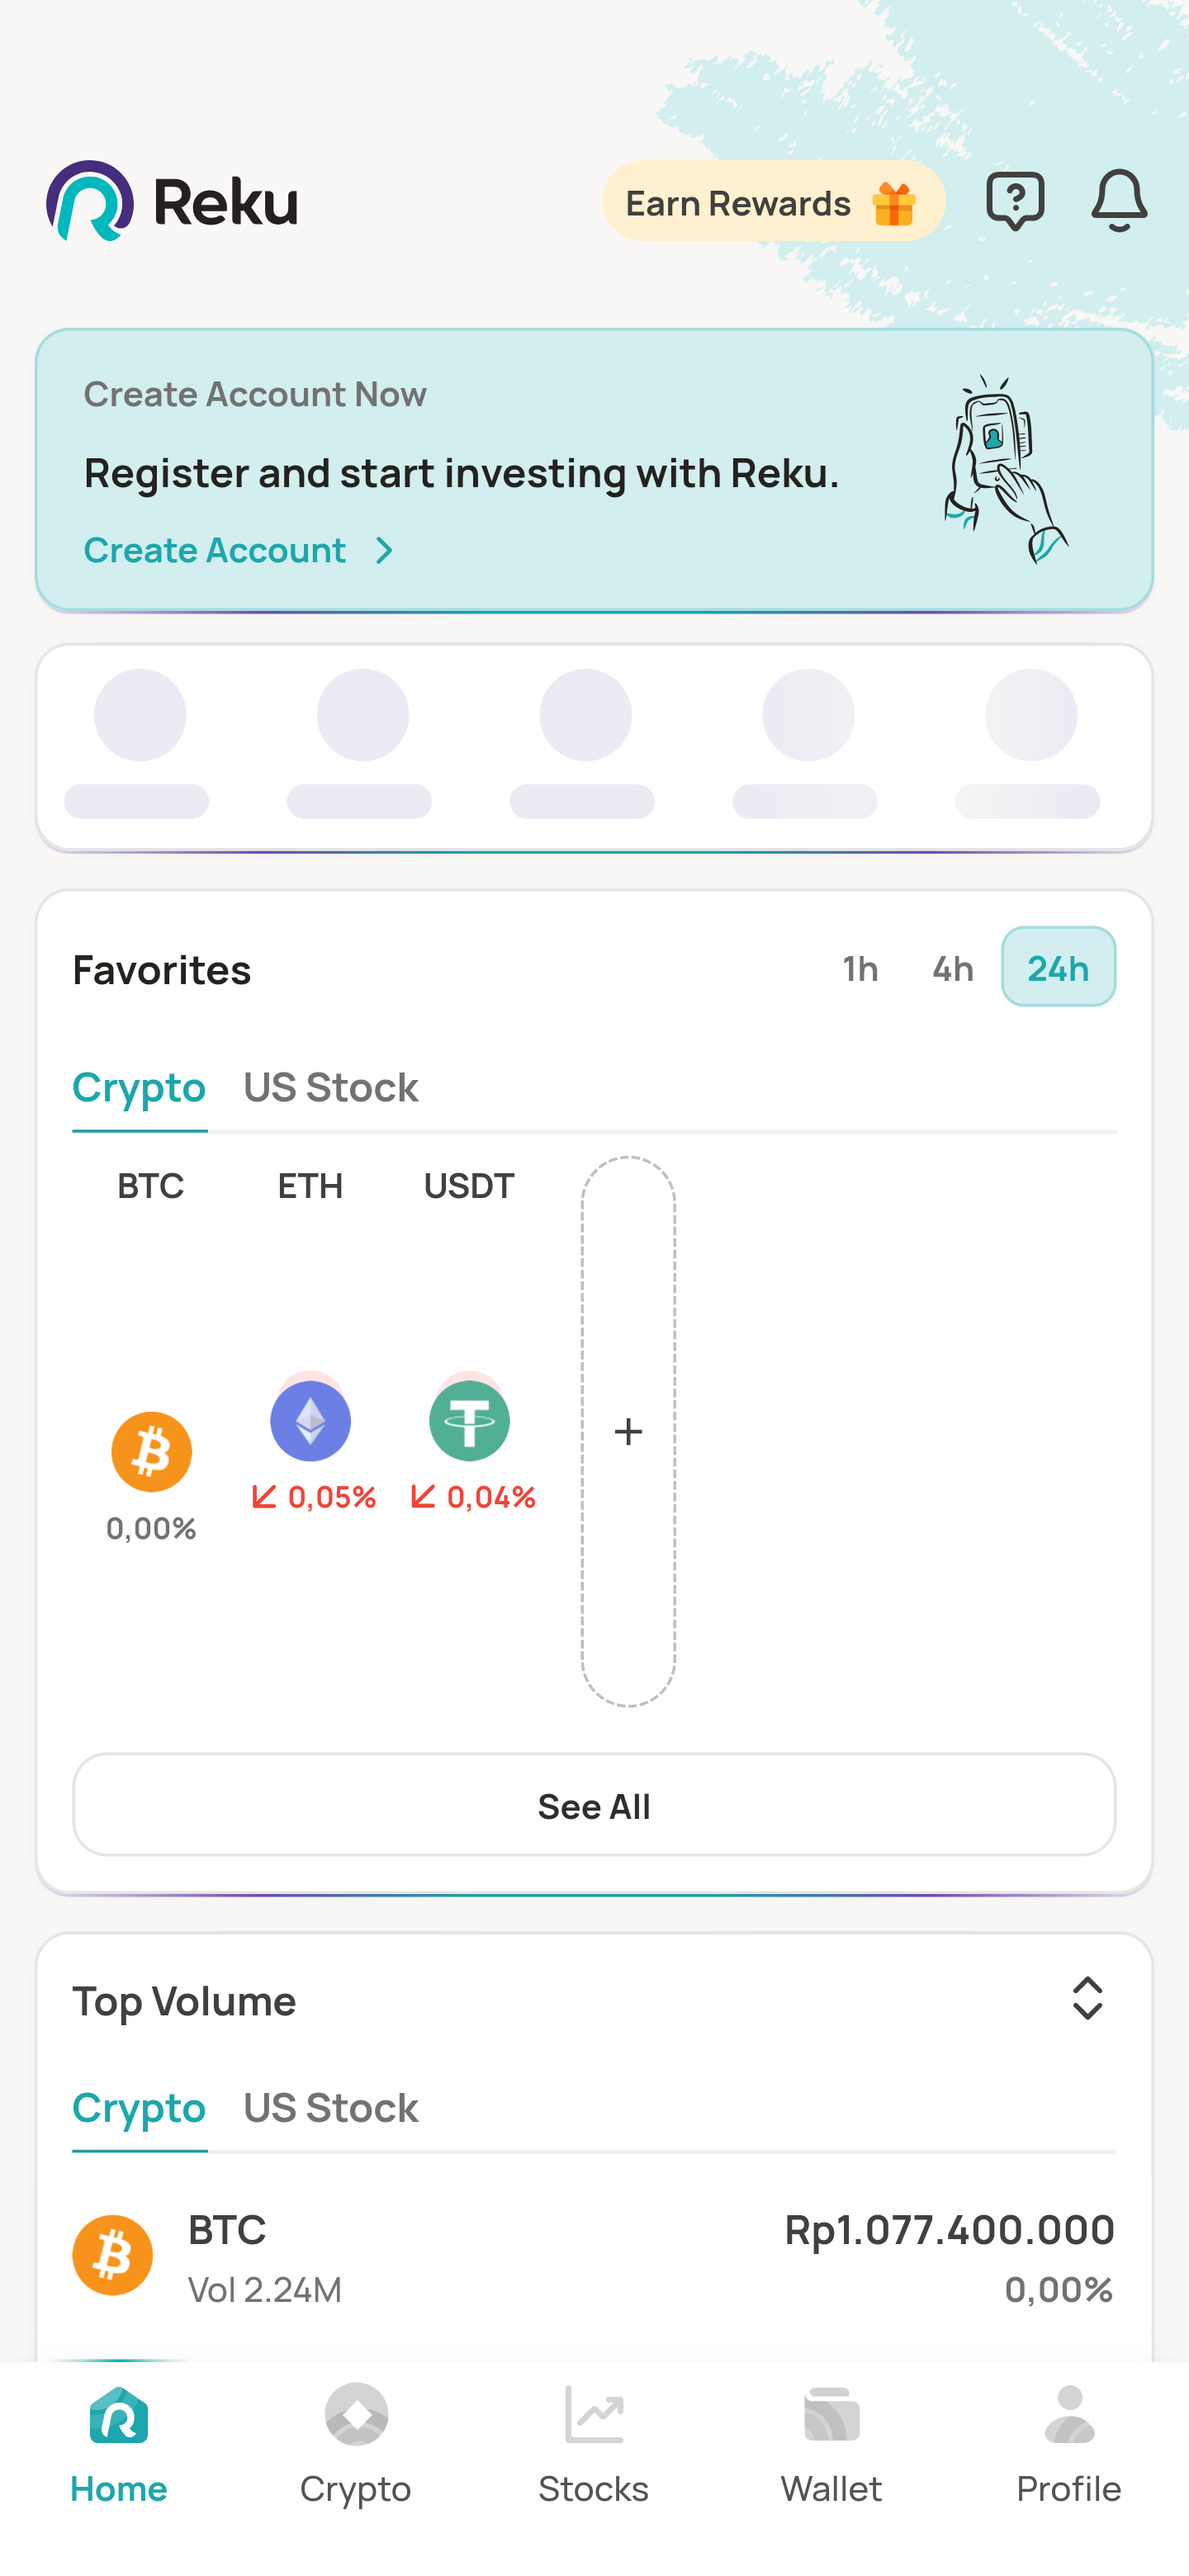 Reku
Earn Rewards
Create Account Now
Register and start investing with Reku.
Create Account
Favorites
1h 4h 24h
Crypto US Stock
BTC ETH USDT
0,00% 0,05% 0,04%
+
See All
Top Volume
Crypto US Stock
BTC Rp1.077.400.000
Vol 2.24M 0,00%
Home Crypto Stocks Wallet Profile